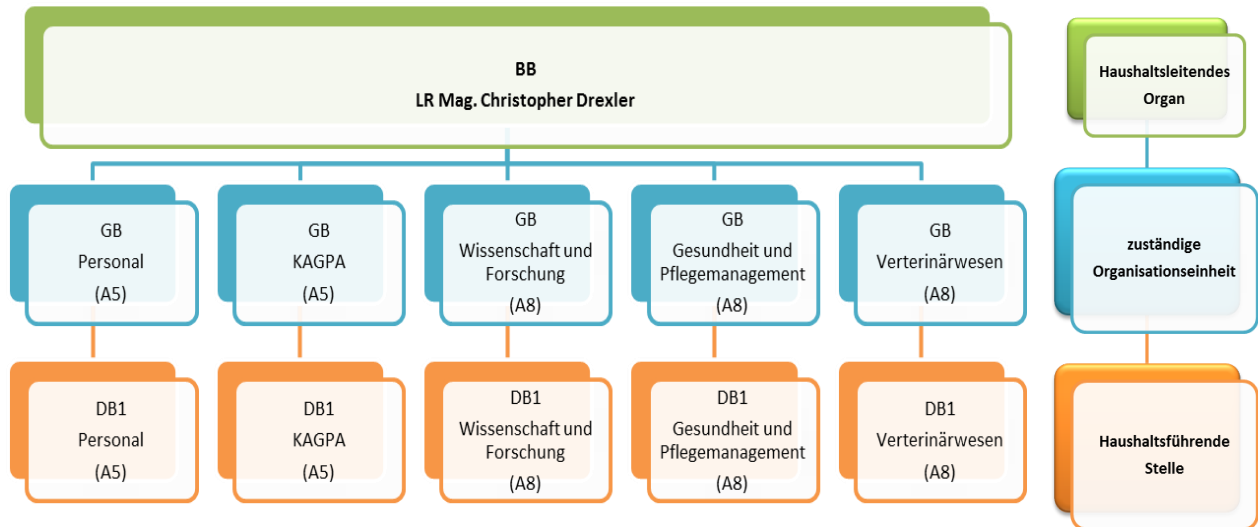 BB
LR Mag. Christopher Drexler
Haushaltsleitendes
Organ
GB
Personal
(A5)
GB
KAGPA
(A5)
GB
Wissenschaft und
Forschung
(A8)
GB
Gesundheit und
Pflegemanagement
(A8)
GB
Verterinärwesen
(A8)
zuständige
Organisationseinheit
DB1
Personal
(A5)
DB1
KAGPA
(A5)
DB1
Wissenschaft und
Forschung
(A8)
DB1
Gesundheit und
Pflegemanagement
(A8)
DB1
Verterinärwesen
(A8)
Haushaltsführende
Stelle